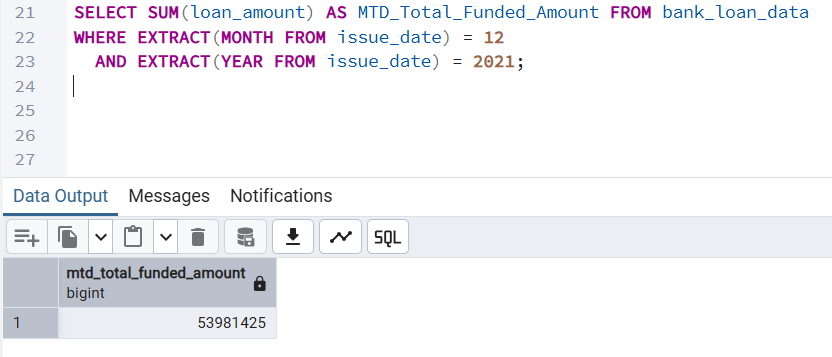 21 SELECT SUM(loan_amount) AS MTD_Total_Funded_Amount FROM bank_loan_data
22 WHERE EXTRACT(MONTH FROM issue_date) = 12
23 AND EXTRACT(YEAR FROM issue_date) = 2021;
24
25
26
27
Data Output Messages Notifications
SQL
mtd_total_funded_amount
bigint
1 53981425